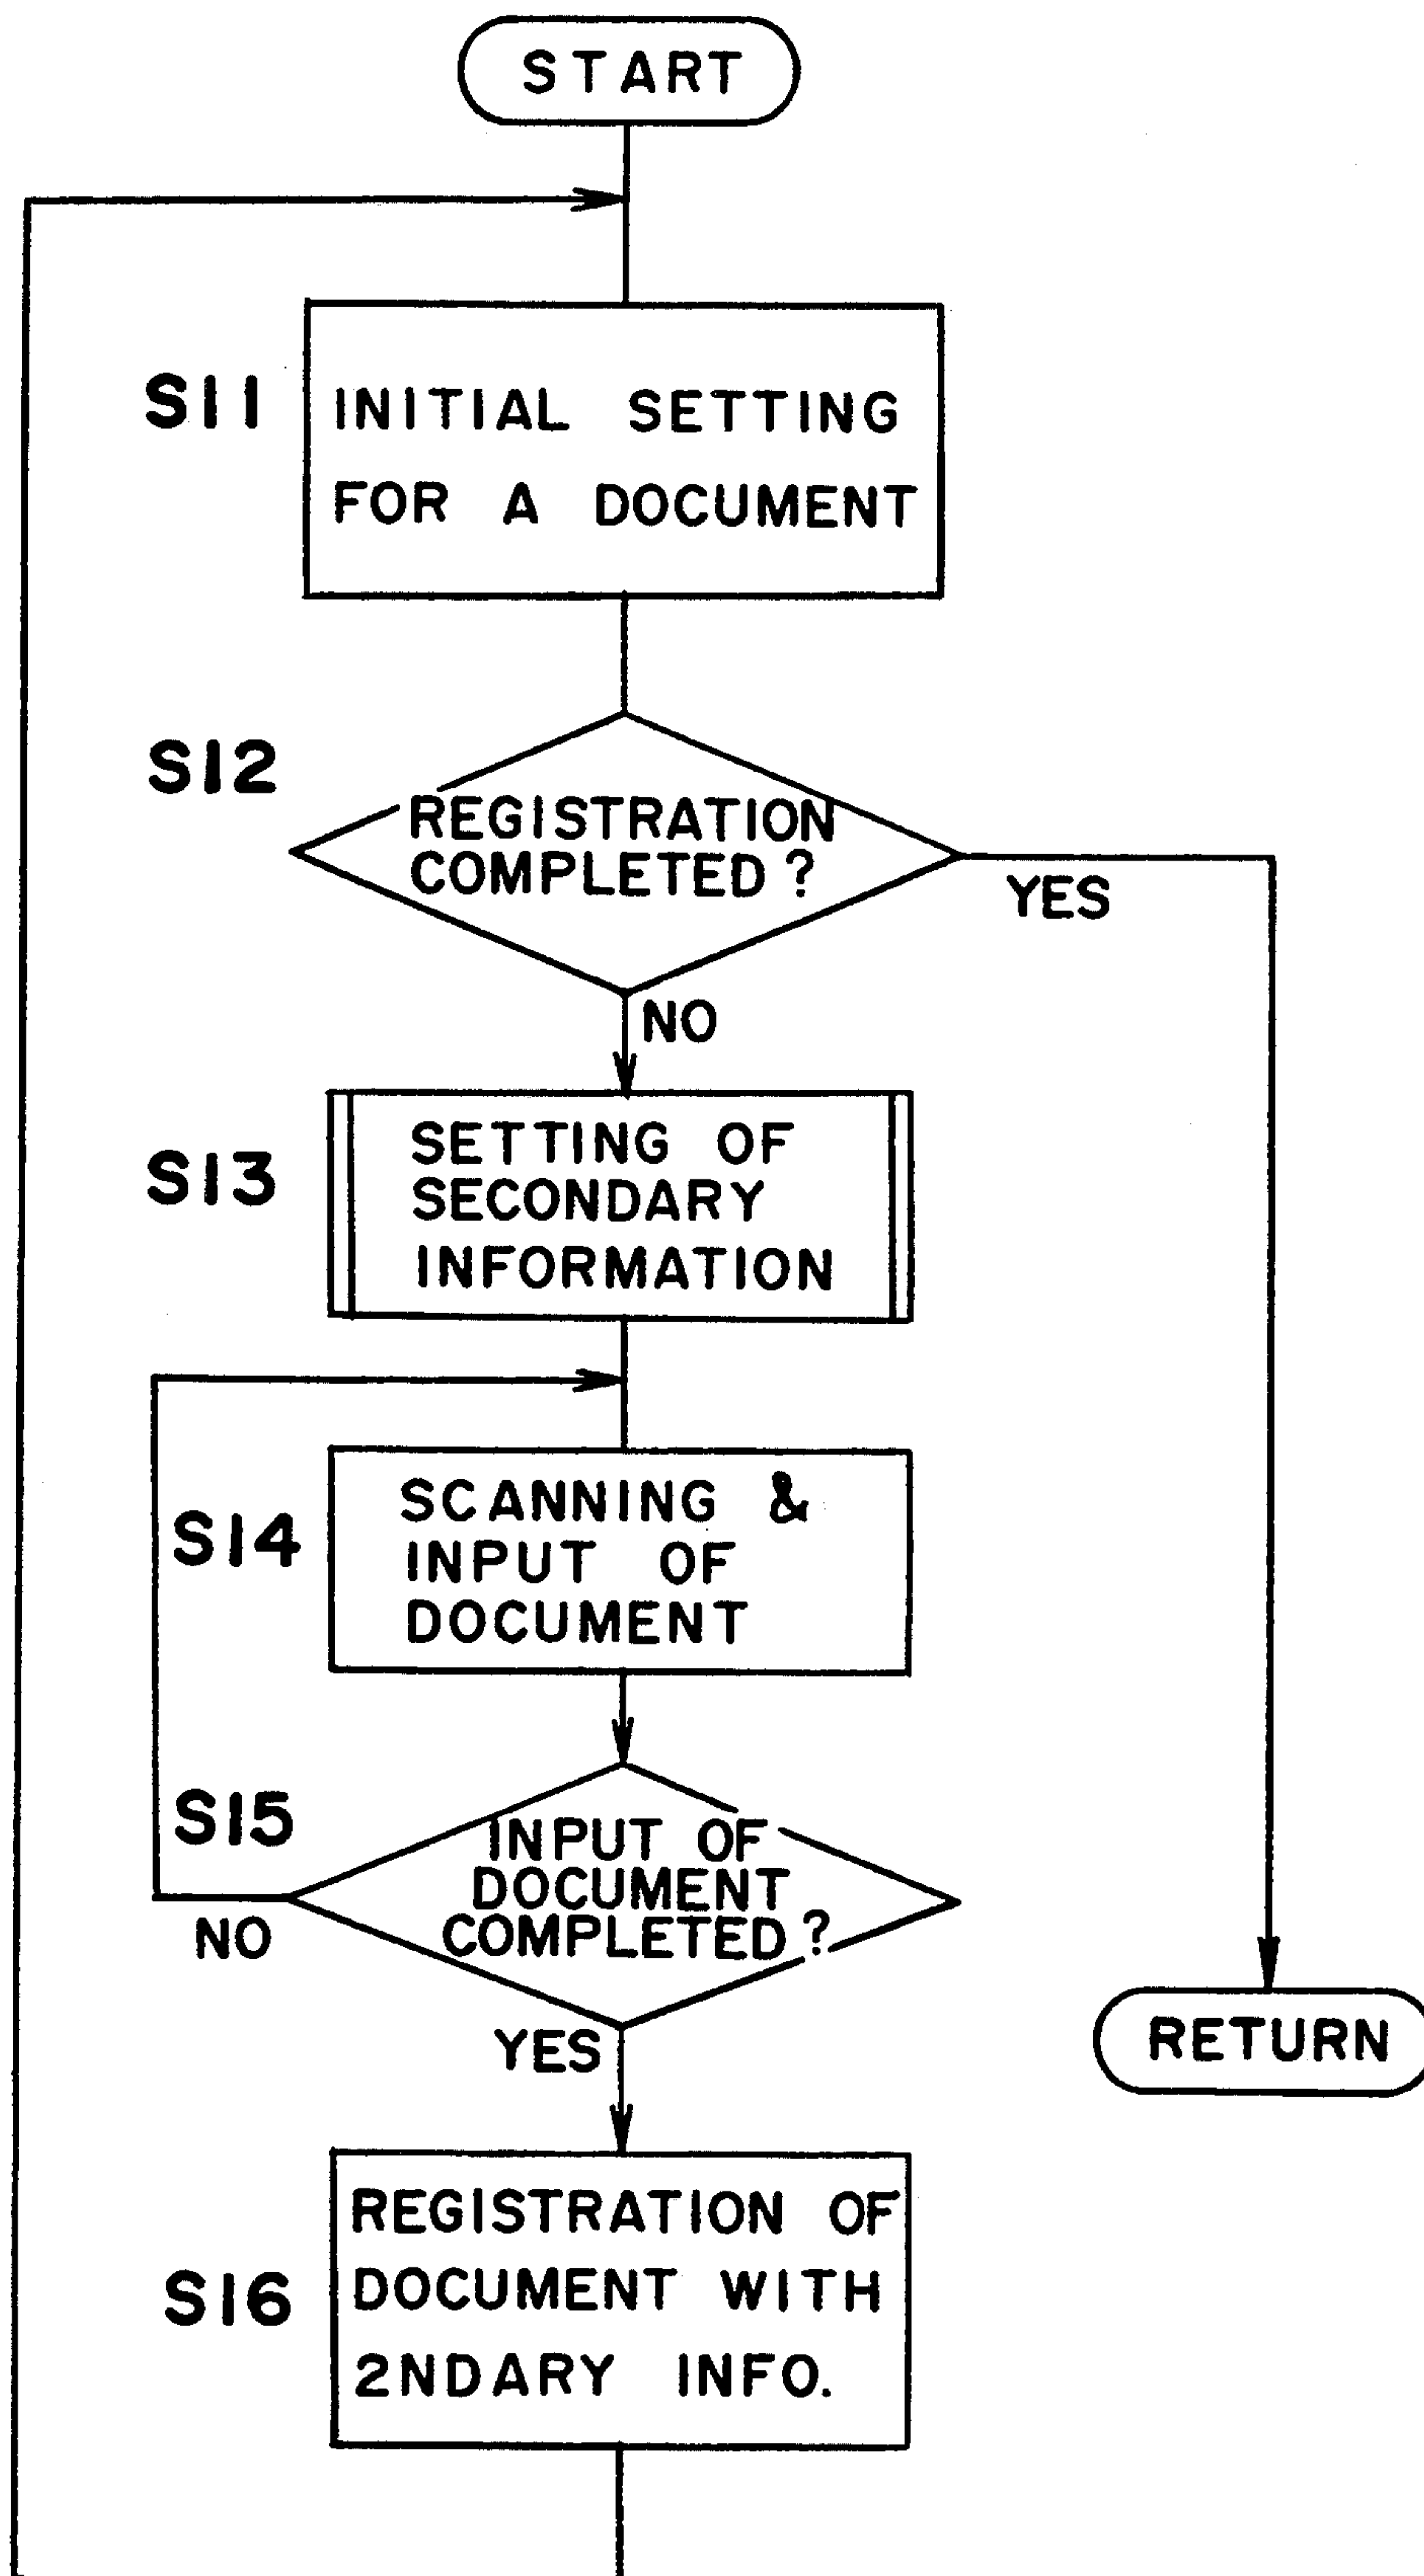 START
S11
INITIAL SETTING
FOR A DOCUMENT
S12
REGISTRATION
COMPLETED?
YES
NO
S13
SETTING OF
SECONDARY
INFORMATION
S14
SCANNING &
INPUT OF
DOCUMENT
S15
INPUT OF
DOCUMENT
COMPLETED?
NO
YES
RETURN
S16
REGISTRATION OF
DOCUMENT WITH
2NDARY INFO.